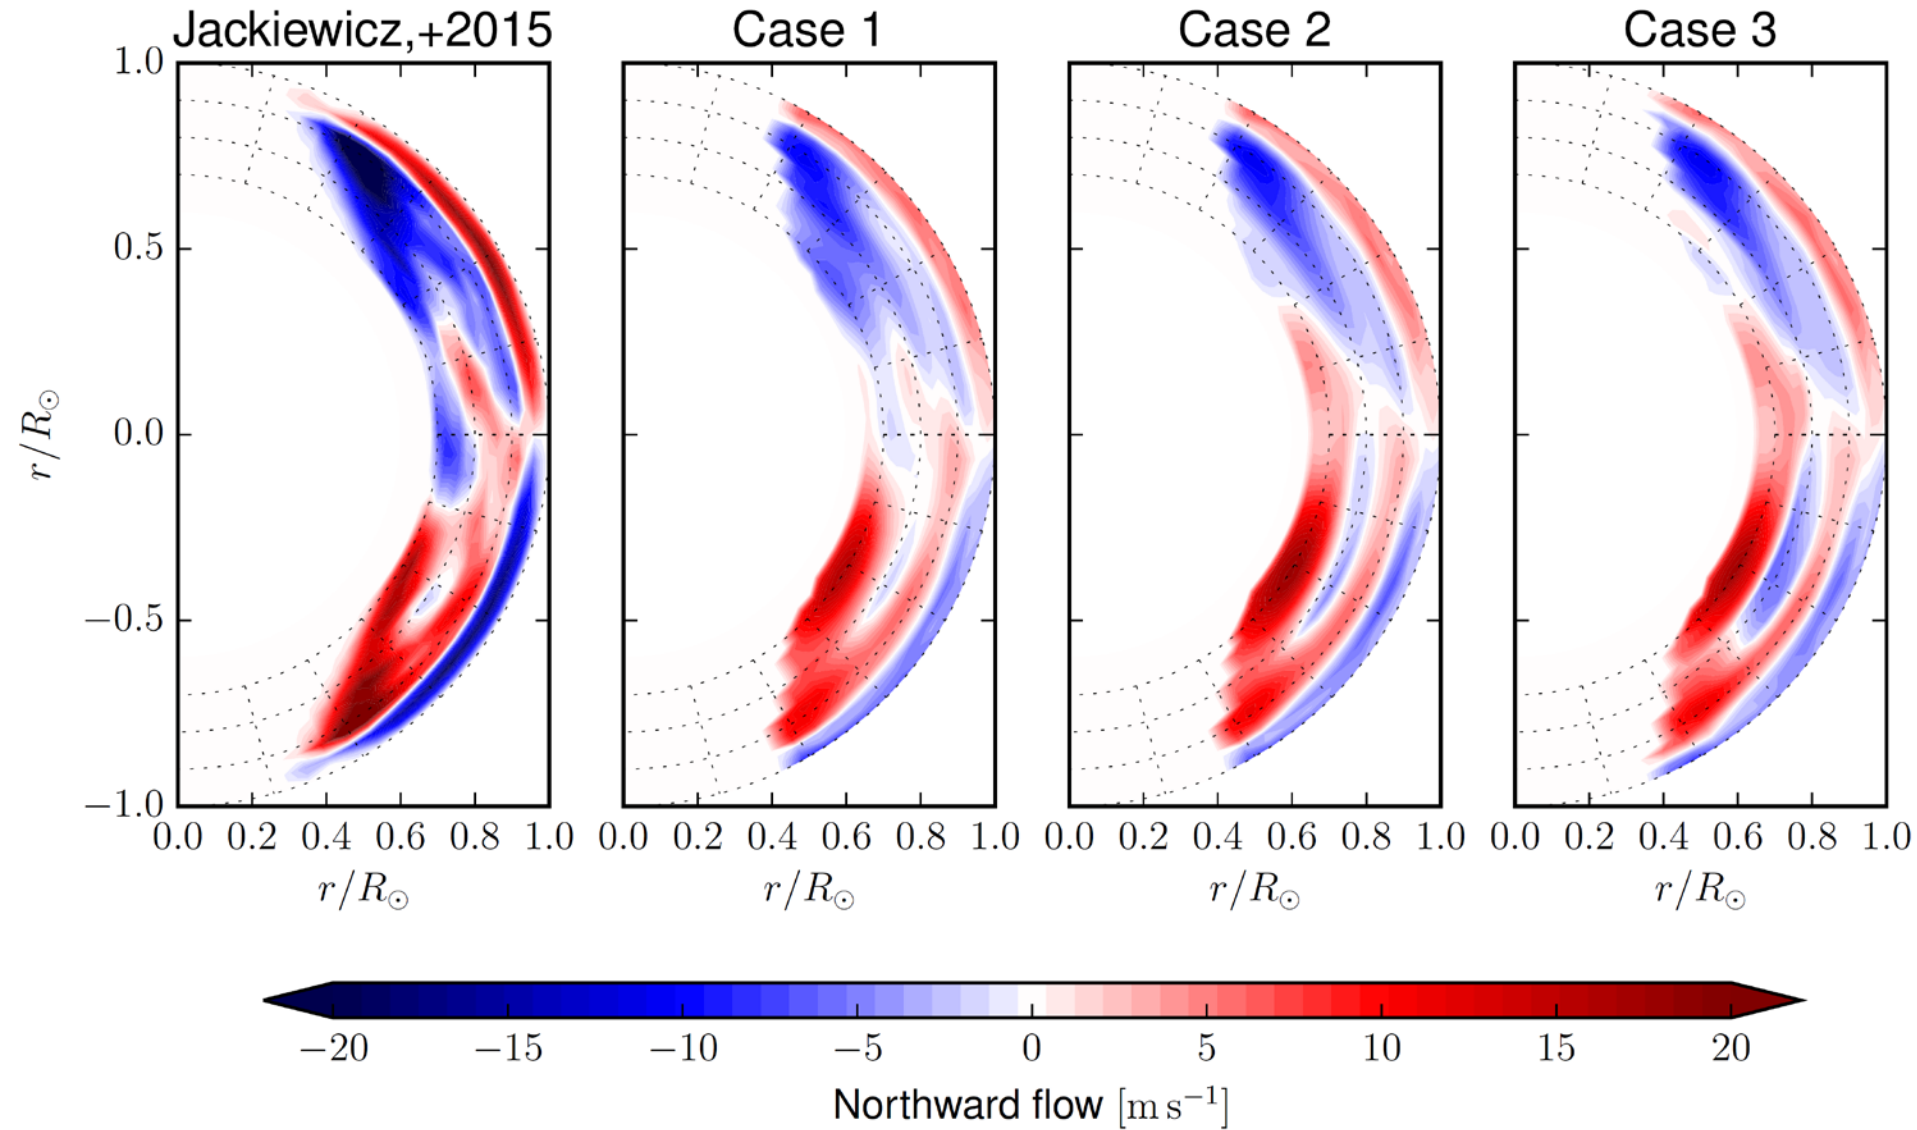 Jackiewicz,+2015 Case 1 Case 2 Case 3
1.0
0.5
0.0
−0.5
−1.0
r/R⊙
0.0 0.2 0.4 0.6 0.8 1.0 0.0 0.2 0.4 0.6 0.8 1.0 0.0 0.2 0.4 0.6 0.8 1.0 0.0 0.2 0.4 0.6 0.8 1.0
r/R⊙ r/R⊙ r/R⊙ r/R⊙
−20 −15 −10 −5 0 5 10 15 20
Northward flow [m s⁻¹]